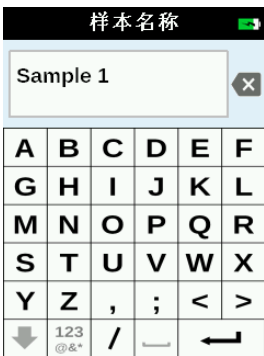 样本名称
Sample 1
A B C D E F
G H I J K L
M N O P Q R
S T U V W X
Y Z , ; < >
123 /
@&*